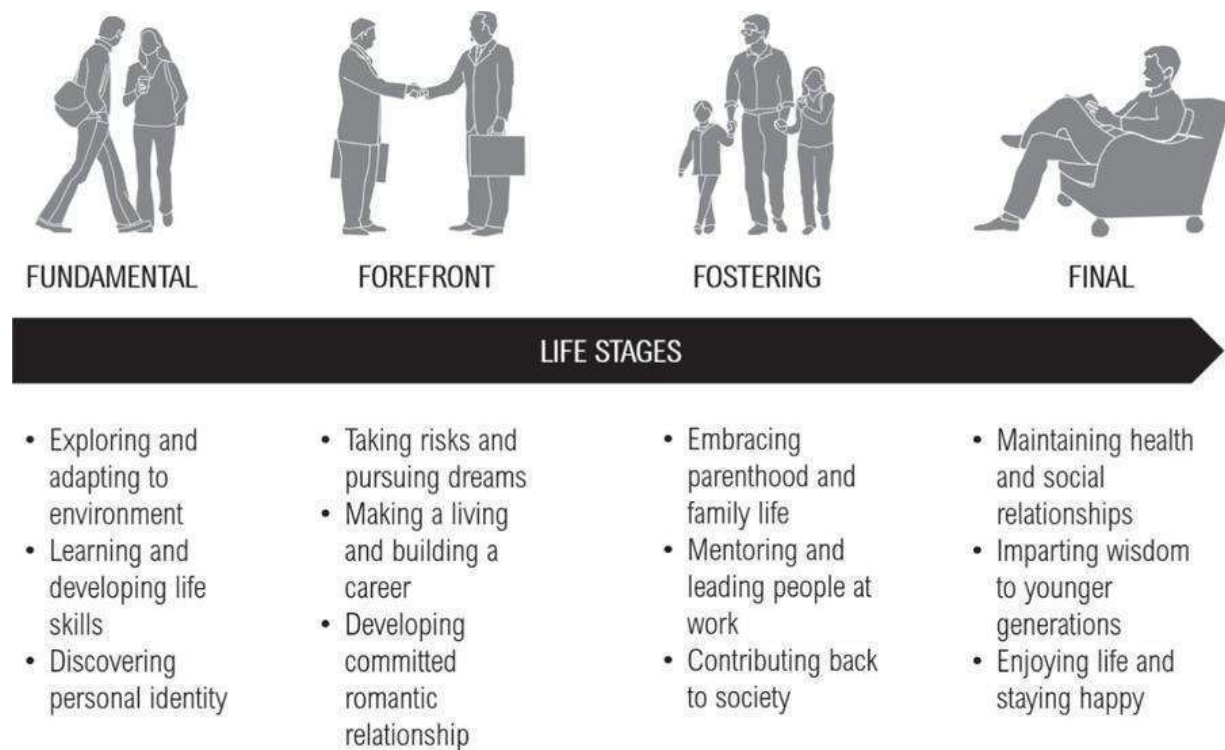 FUNDAMENTAL
FOREFRONT
FOSTERING
FINAL
LIFE STAGES
• Exploring and
adapting to
environment
• Learning and
developing life
skills
• Discovering
personal identity
• Taking risks and
pursuing dreams
• Making a living
and building a
career
• Developing
committed
romantic
relationship
• Embracing
parenthood and
family life
• Mentoring and
leading people at
work
• Contributing back
to society
• Maintaining health
and social
relationships
• Imparting wisdom
to younger
generations
• Enjoying life and
staying happy